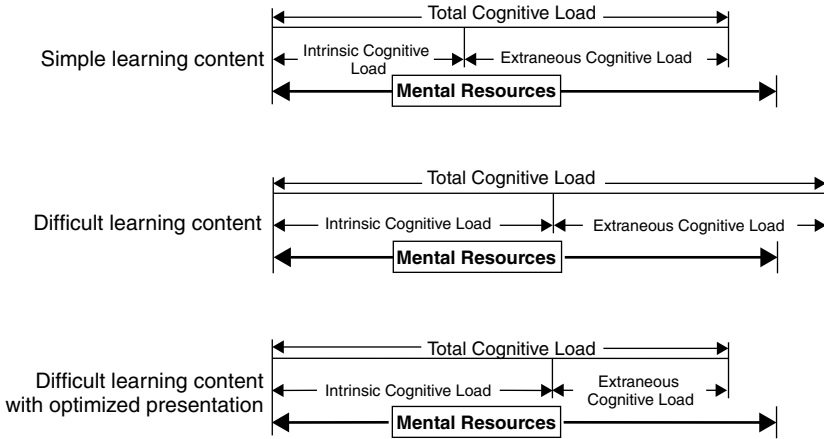 Total Cognitive Load
Simple learning content
Intrinsic Cognitive
Load
Extraneous Cognitive Load
Mental Resources
Total Cognitive Load
Difficult learning content
Intrinsic Cognitive Load
Extraneous Cognitive Load
Mental Resources
Total Cognitive Load
Difficult learning content
with optimized presentation
Intrinsic Cognitive Load
Extraneous
Cognitive Load
Mental Resources